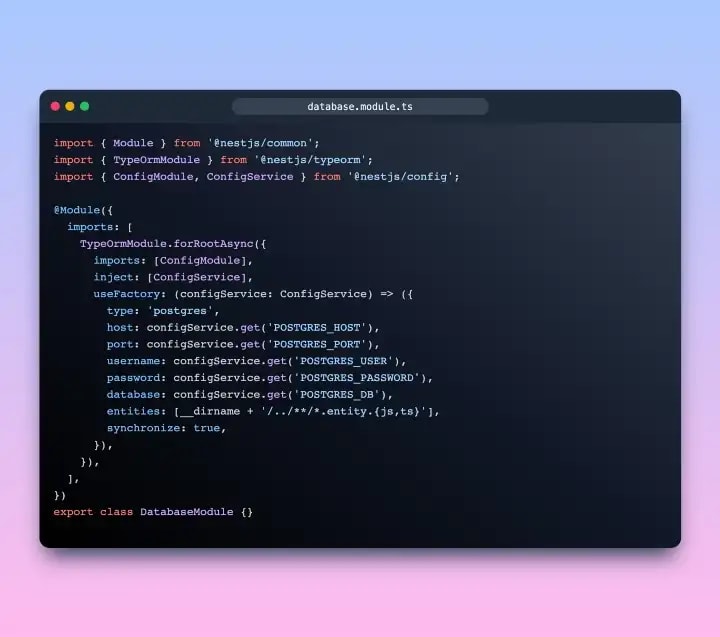 database.module.ts
import { Module } from '@nestjs/common';
import { TypeOrmModule } from '@nestjs/typeorm';
import { ConfigModule, ConfigService } from '@nestjs/config';

@Module({
  imports: [
    TypeOrmModule.forRootAsync({
      imports: [ConfigModule],
      inject: [ConfigService],
      useFactory: (configService: ConfigService) => ({
        type: 'postgres',
        host: configService.get('POSTGRES_HOST'),
        port: configService.get('POSTGRES_PORT'),
        username: configService.get('POSTGRES_USER'),
        password: configService.get('POSTGRES_PASSWORD'),
        database: configService.get('POSTGRES_DB'),
        entities: [__dirname + '/../**/*.entity.{js,ts}'],
        synchronize: true,
      }),
    }),
  ],
})
export class DatabaseModule {}